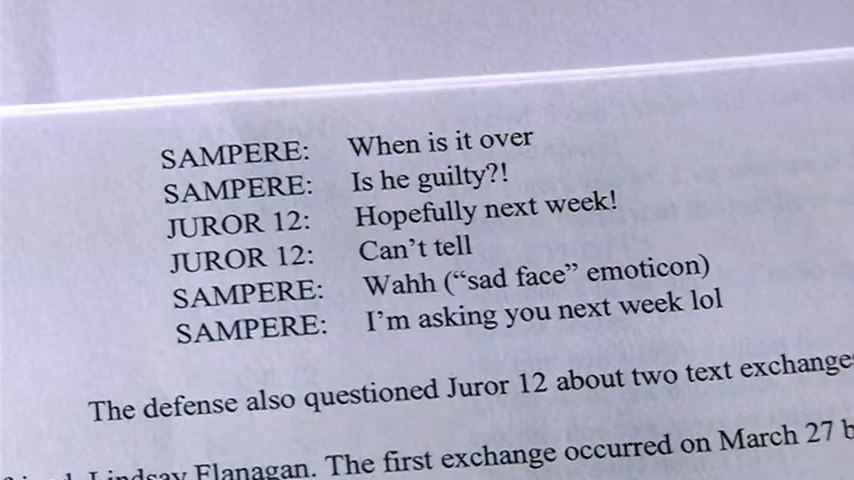 SAMPERE: When is it over
SAMPERE: Is he guilty?!
JUROR 12: Hopefully next week!
JUROR 12: Can't tell
SAMPERE: Wahh (“sad face” emoticon)
SAMPERE: I'm asking you next week lol
The defense also questioned Juror 12 about two text exchange
Lindsay Flanagan. The first exchange occurred on March 27